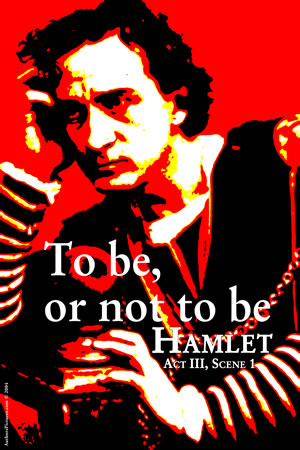 To be,
or not to be
HAMLET
ACT III, SCENE 1